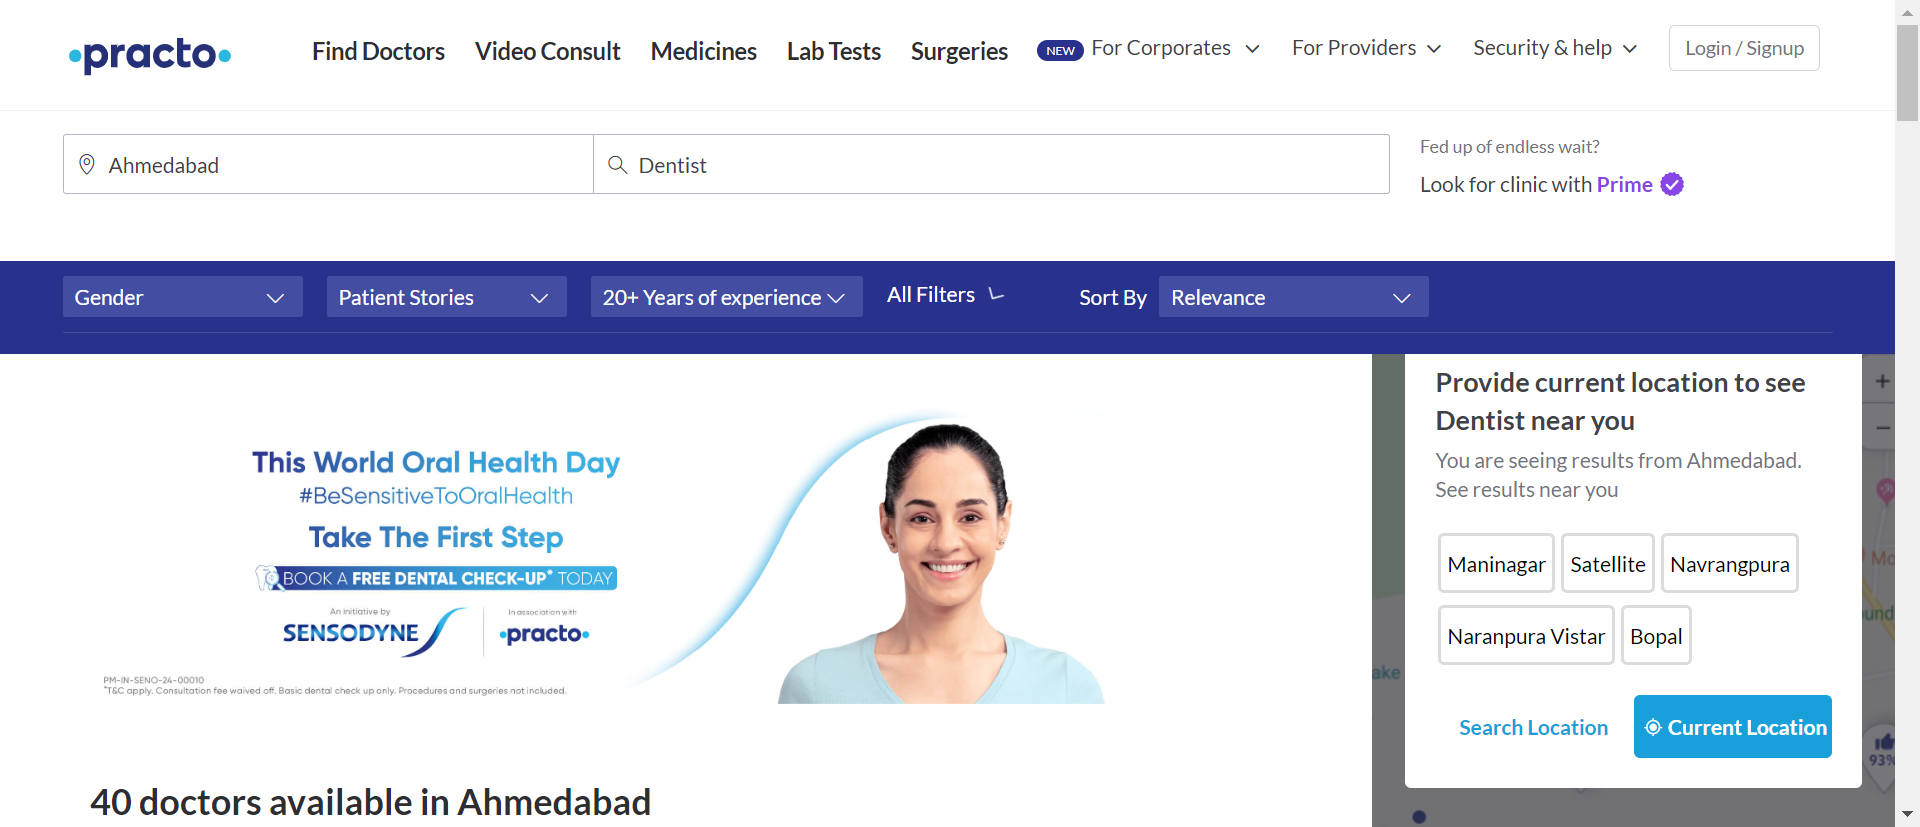 practo
Find Doctors
Video Consult
Medicines
Lab Tests
Surgeries
NEW
For Corporates
For Providers
Security & help
Login / Signup
Ahmedabad
Dentist
Fed up of endless wait?
Look for clinic with Prime
Gender
Patient Stories
20+ Years of experience
All Filters
Sort By
Relevance
This World Oral Health Day
#BeSensitiveToOralHealth
Take The First Step
BOOK A FREE DENTAL CHECK-UP* TODAY
An initiative by
SENSODYNE
In association with
practo
PM-IN-SENO-24-00010
*T&C apply. Consultation fee waived off. Basic dental check up only. Procedures and surgeries not included.
40 doctors available in Ahmedabad
Provide current location to see
Dentist near you
You are seeing results from Ahmedabad.
See results near you
Maninagar
Satellite
Navrangpura
Naranpura Vistar
Bopal
Search Location
Current Location
+
−
93%